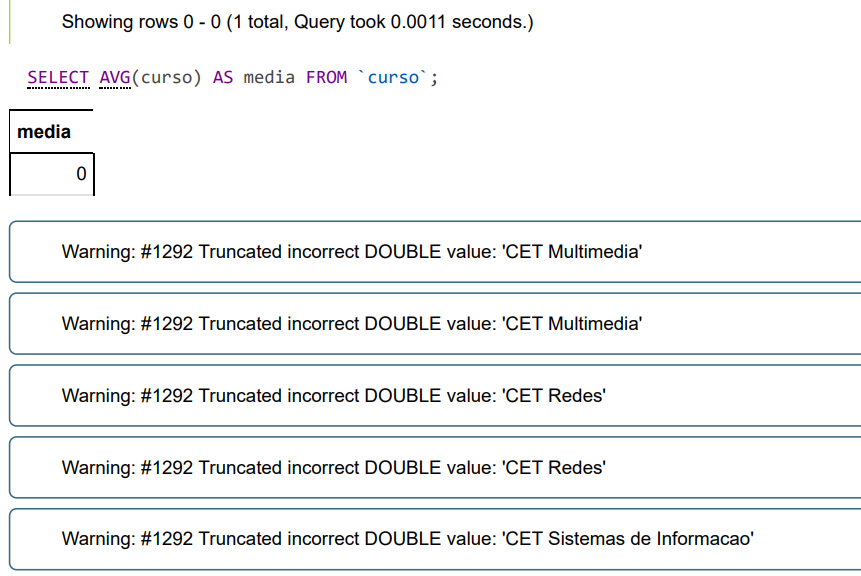 Showing rows 0 - 0 (1 total, Query took 0.0011 seconds.)
SELECT AVG(curso) AS media FROM `curso`;
media
0
Warning: #1292 Truncated incorrect DOUBLE value: 'CET Multimedia'
Warning: #1292 Truncated incorrect DOUBLE value: 'CET Multimedia'
Warning: #1292 Truncated incorrect DOUBLE value: 'CET Redes'
Warning: #1292 Truncated incorrect DOUBLE value: 'CET Redes'
Warning: #1292 Truncated incorrect DOUBLE value: 'CET Sistemas de Informacao'